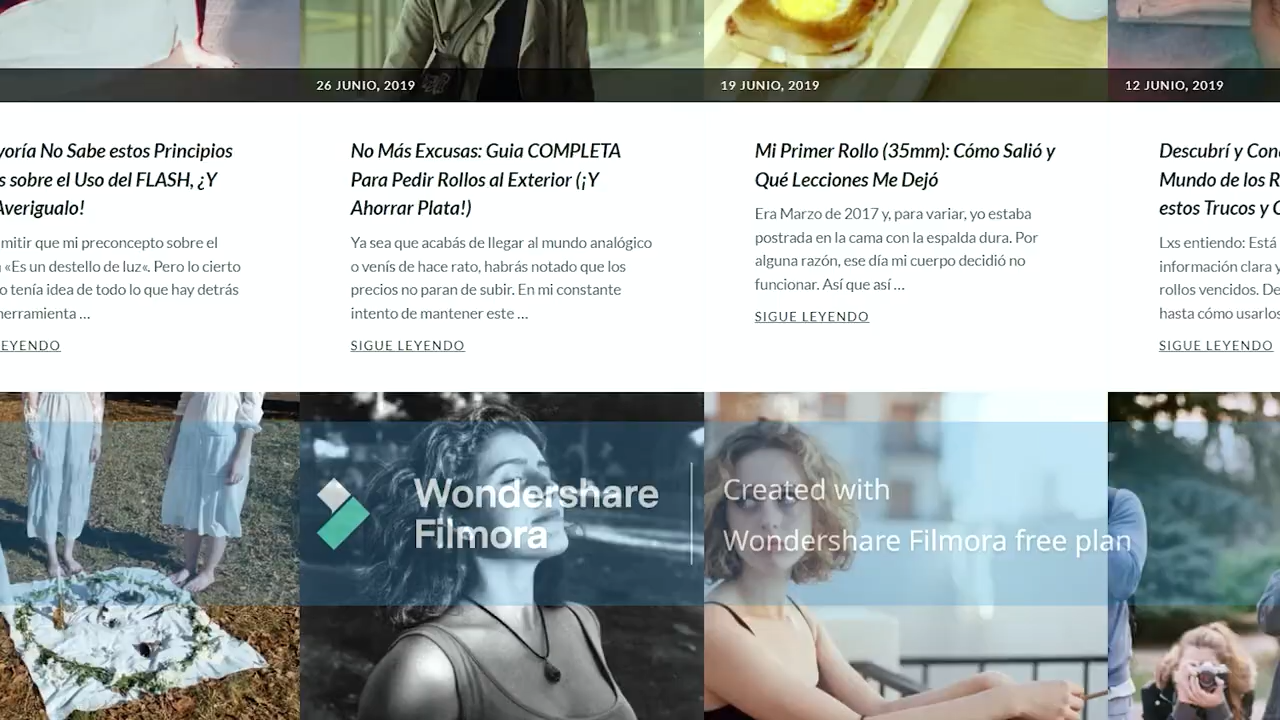 26 JUNIO, 2019
19 JUNIO, 2019
12 JUNIO, 2019
No Sabe estos Principios
sobre el Uso del FLASH, ¿Y
Averigualo!
que mi preconcepto sobre el
«Es un destello de luz«. Pero lo cierto
tenía idea de todo lo que hay detrás
...
No Más Excusas: Guia COMPLETA
Para Pedir Rollos al Exterior (¡Y
Ahorrar Plata!)
Ya sea que acabás de llegar al mundo analógico
o venís de hace rato, habrás notado que los
precios no paran de subir. En mi constante
intento de mantener este ...
SIGUE LEYENDO
Mi Primer Rollo (35mm): Cómo Salió y
Qué Lecciones Me Dejó
Era Marzo de 2017 y, para variar, yo estaba
postrada en la cama con la espalda dura. Por
alguna razón, ese día mi cuerpo decidió no
funcionar. Así que así ...
SIGUE LEYENDO
Descubrí y
Mundo de los
estos Trucos y
Lxs entiendo: Está
información clara y
rollos vencidos.
hasta cómo usarlos
SIGUE LEYENDO
Wondershare
Filmora
Created with
Wondershare Filmora free plan